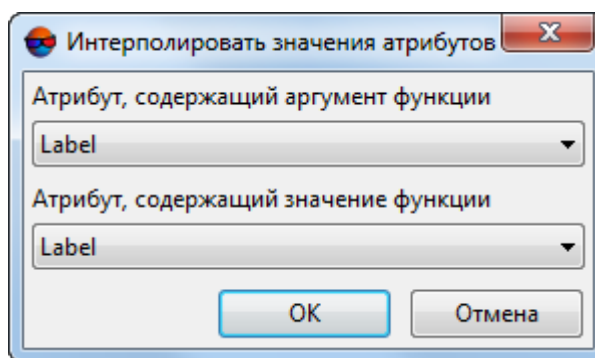 Интерполировать значения атрибутов
Атрибут, содержащий аргумент функции
Label
Атрибут, содержащий значение функции
Label
OK
Отмена